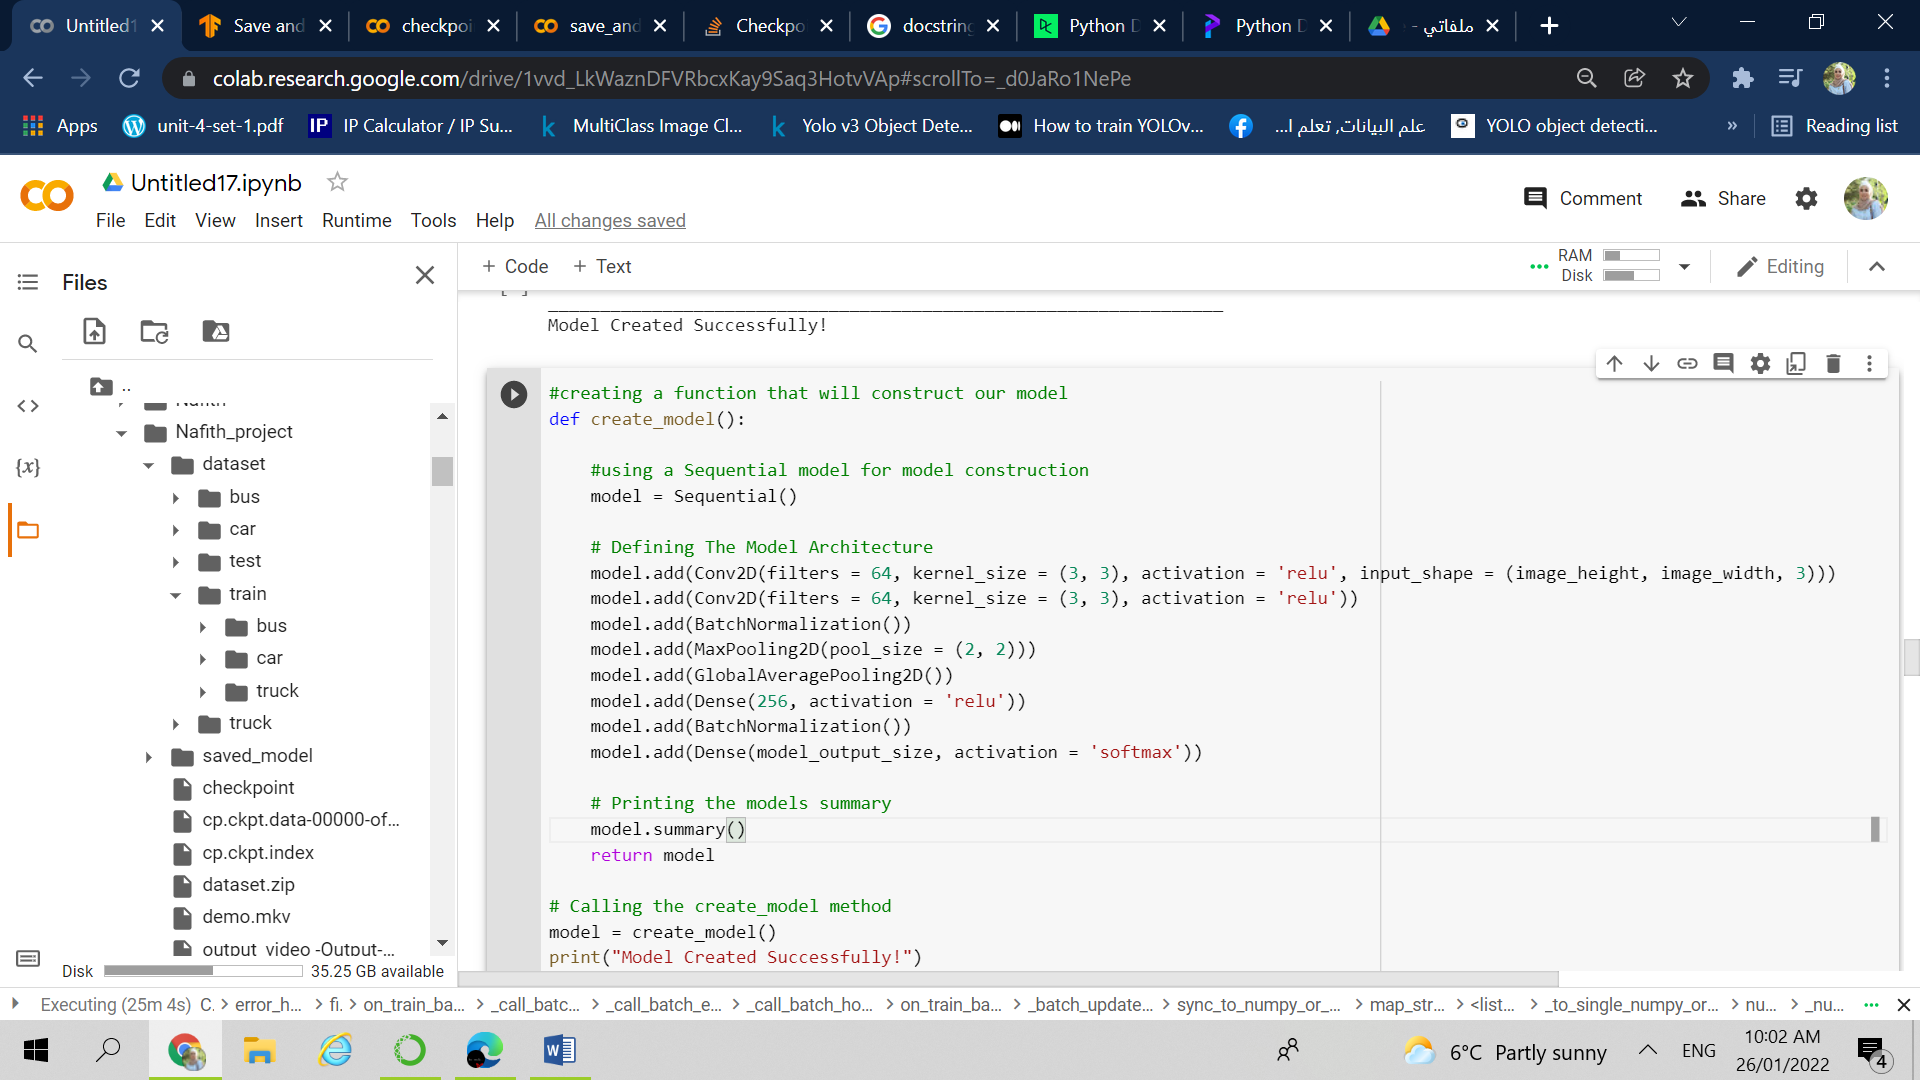 Untitled1
Save and
checkpoi
save_and
Checkpo
docstring
Python D
Python D
ملفاتي -
colab.research.google.com/drive/1vvd_LkWaznDFVRbcxKay9Saq3HotvVAp#scrollTo=_d0JaRo1NePe
Apps
unit-4-set-1.pdf
IP IP Calculator / IP Su...
MultiClass Image Cl...
Yolo v3 Object Dete...
How to train YOLOv...
علم البيانات, تعلم ا...
YOLO object detecti...
»
Reading list
Untitled17.ipynb
File Edit View Insert Runtime Tools Help All changes saved
Comment
Share
Files
+ Code + Text
RAM
Disk
Editing
Model Created Successfully!
..
Nafith
Nafith_project
dataset
bus
car
test
train
bus
car
truck
truck
saved_model
checkpoint
cp.ckpt.data-00000-of...
cp.ckpt.index
dataset.zip
demo.mkv
output_video -Output-...
Disk 35.25 GB available
#creating a function that will construct our model
def create_model():
#using a Sequential model for model construction
model = Sequential()
# Defining The Model Architecture
model.add(Conv2D(filters = 64, kernel_size = (3, 3), activation = 'relu', input_shape = (image_height, image_width, 3)))
model.add(Conv2D(filters = 64, kernel_size = (3, 3), activation = 'relu'))
model.add(BatchNormalization())
model.add(MaxPooling2D(pool_size = (2, 2)))
model.add(GlobalAveragePooling2D())
model.add(Dense(256, activation = 'relu'))
model.add(BatchNormalization())
model.add(Dense(model_output_size, activation = 'softmax'))
# Printing the models summary
model.summary()
return model
# Calling the create_model method
model = create_model()
print("Model Created Successfully!")
Executing (25m 4s) C. > error_h... > fi. > on_train_ba... > _call_batc... > _call_batch_e... > _call_batch_ho... > on_train_ba... > _batch_update... > sync_to_numpy_or_... > map_str... > <list... > _to_single_numpy_or... > nu... > _nu...
6°C Partly sunny
ENG
10:02 AM
26/01/2022
4